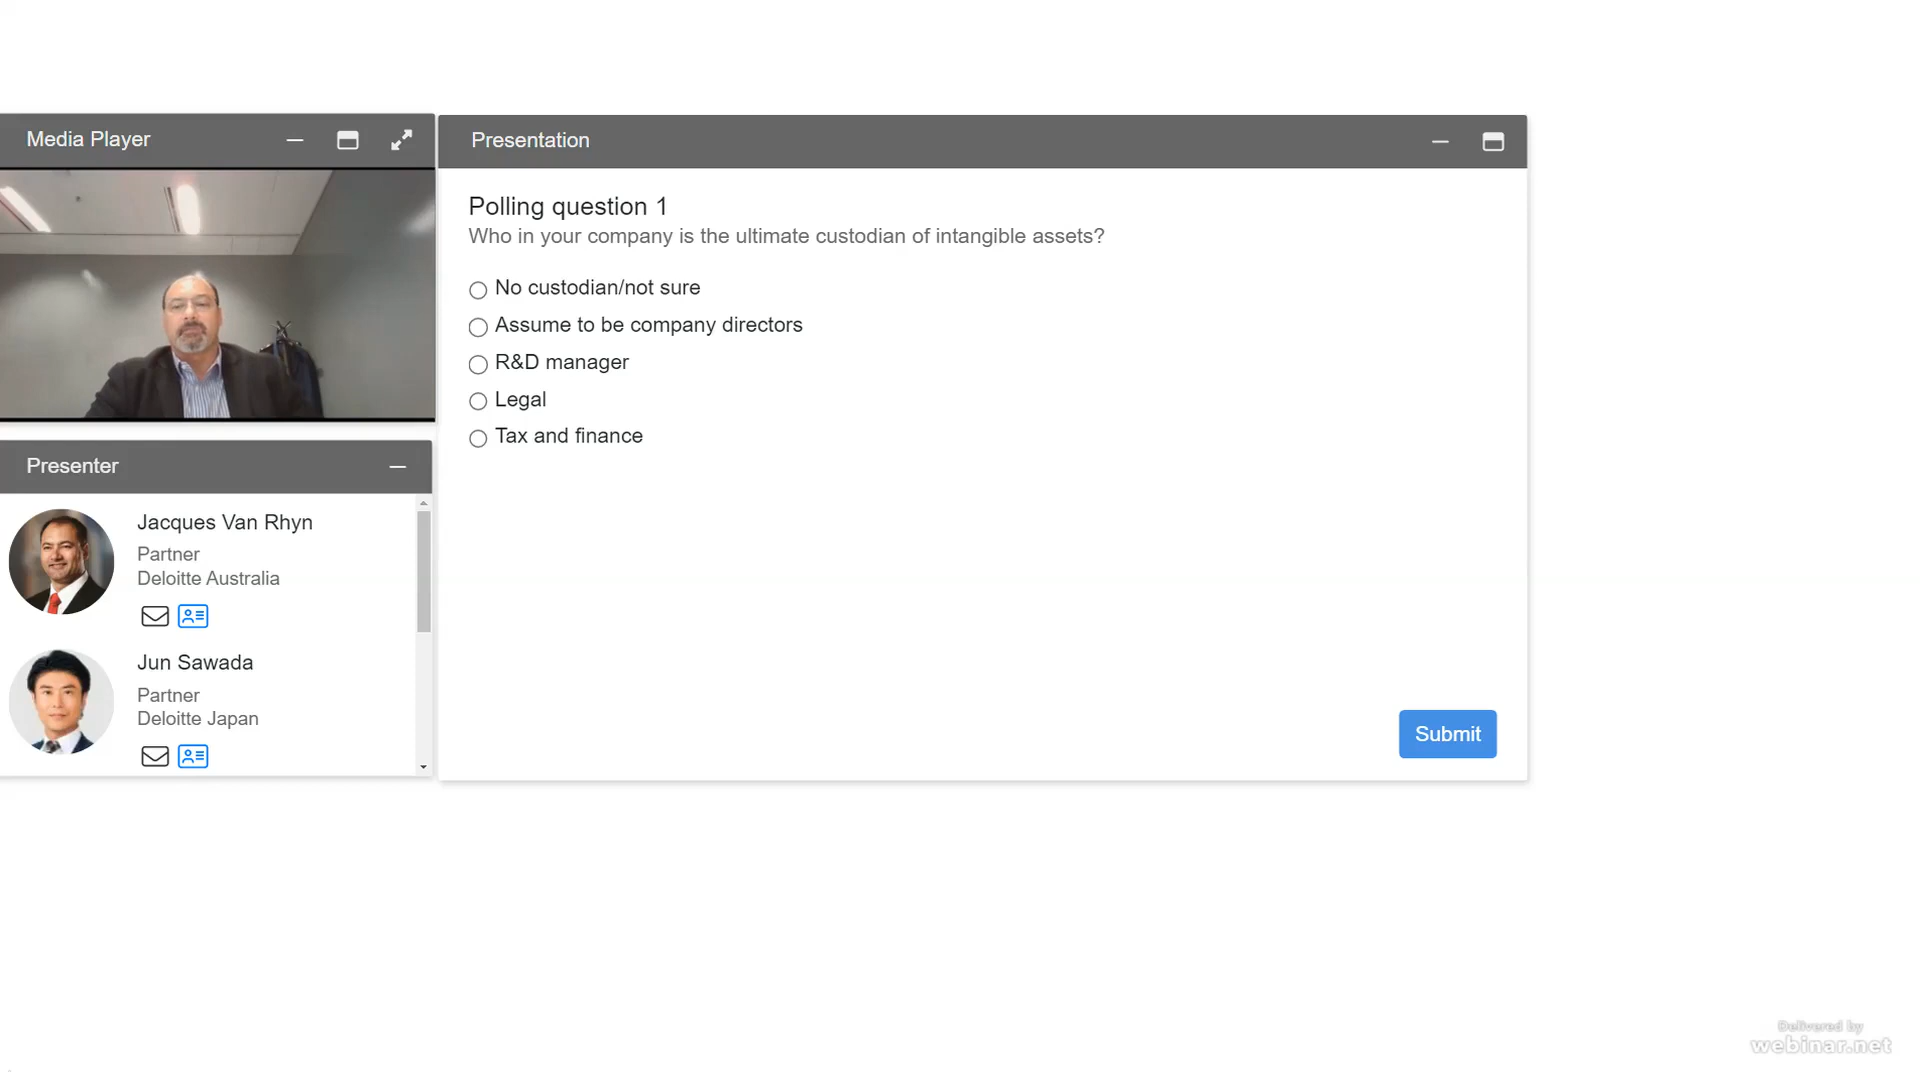 Media Player
Presentation
Polling question 1
Who in your company is the ultimate custodian of intangible assets?
No custodian/not sure
Assume to be company directors
R&D manager
Legal
Tax and finance
Submit
Presenter
Jacques Van Rhyn
Partner
Deloitte Australia
Jun Sawada
Partner
Deloitte Japan
Delivered by
webinar.net